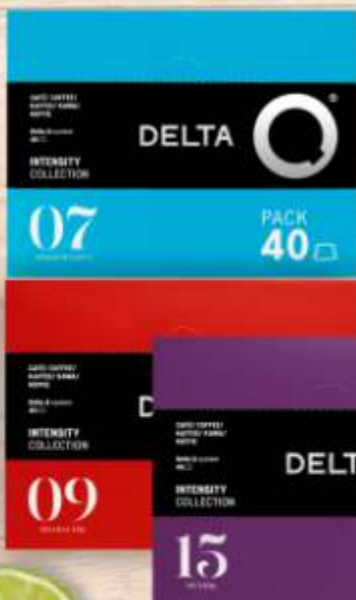 CAFÉ/COFFEE/
KAFFEE/KAWA/
KOFFIE
DELTA Q
INTENSITY
COLLECTION
07
PACK
40
CAFÉ/COFFEE/
KAFFEE/KAWA/
KOFFIE
D
INTENSITY
COLLECTION
09
CAFÉ/COFFEE/
KAFFEE/KAWA/
KOFFIE
DELT
INTENSITY
COLLECTION
15